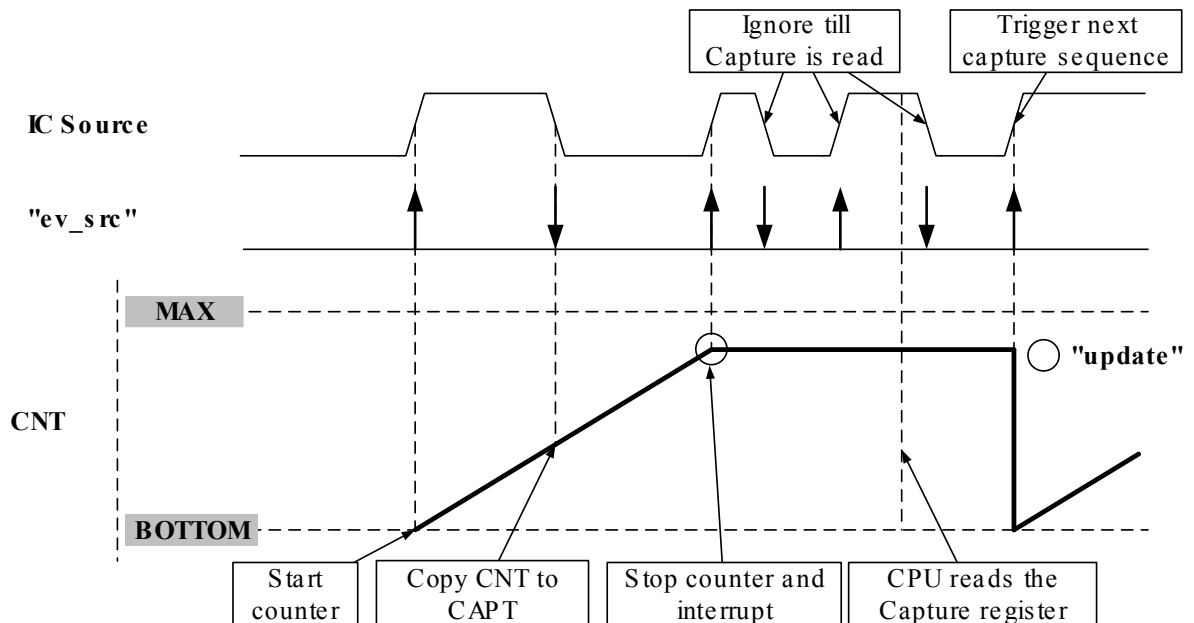 Ignore till
Capture is read
Trigger next
capture sequence
IC Source
"ev_src"
MAX
"update"
CNT
BOTTOM
Start
counter
Copy CNT to
CAPT
Stop counter and
interrupt
CPU reads the
Capture register